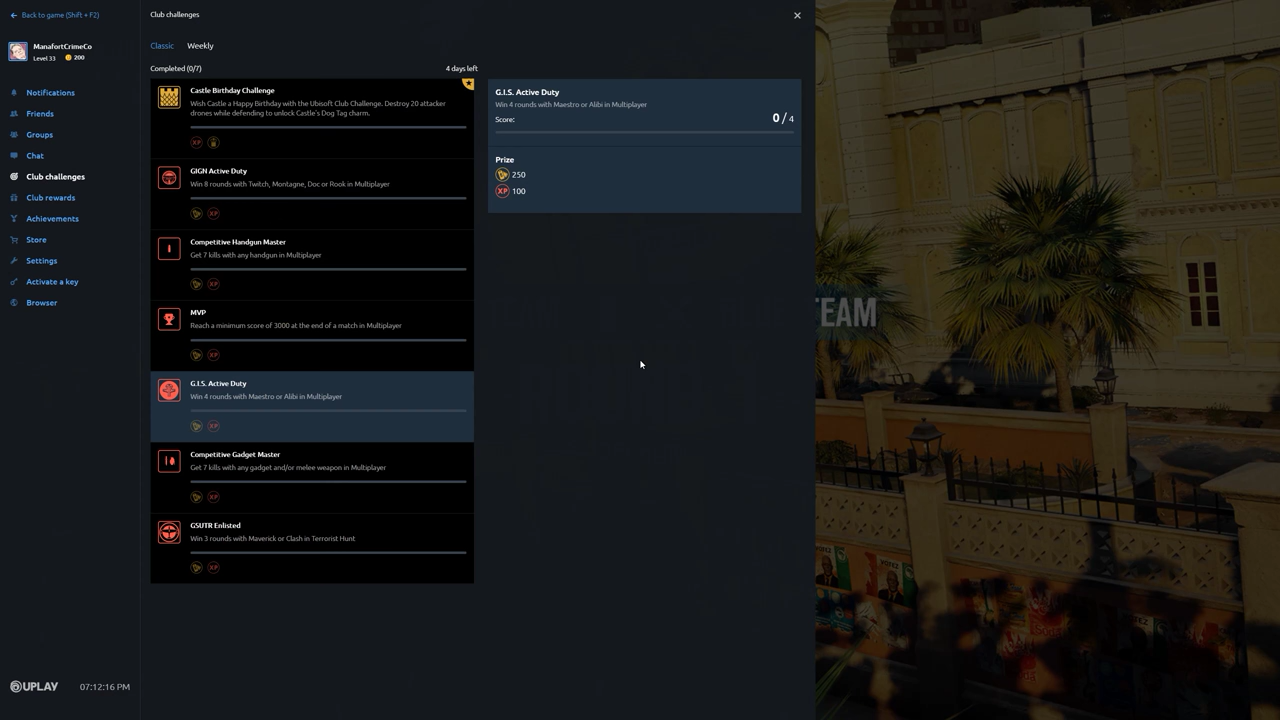 Back to game (Shift + F2)
ManafortCrimeCo
Level 33 200
Notifications
Friends
Groups
Chat
Club challenges
Club rewards
Achievements
Store
Settings
Activate a key
Browser
UPLAY 07:12:16 PM
Club challenges
Classic Weekly
Completed (0/7) 4 days left
Castle Birthday Challenge
Wish Castle a Happy Birthday with the Ubisoft Club Challenge. Destroy 20 attacker
drones while defending to unlock Castle's Dog Tag charm.
XP
GIGN Active Duty
Win 8 rounds with Twitch, Montagne, Doc or Rook in Multiplayer
XP
Competitive Handgun Master
Get 7 kills with any handgun in Multiplayer
XP
MVP
Reach a minimum score of 3000 at the end of a match in Multiplayer
XP
G.I.S. Active Duty
Win 4 rounds with Maestro or Alibi in Multiplayer
XP
Competitive Gadget Master
Get 7 kills with any gadget and/or melee weapon in Multiplayer
XP
GSUTR Enlisted
Win 3 rounds with Maverick or Clash in Terrorist Hunt
XP
G.I.S. Active Duty
Win 4 rounds with Maestro or Alibi in Multiplayer
Score: 0 / 4
Prize
250
XP 100
TEAM
VOTEZ
VOTEZ